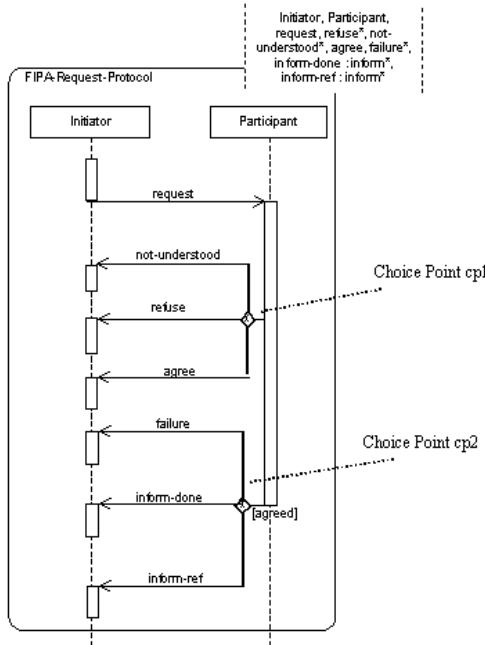 Initiator, Participant,
request, refuse*, not-
understood*, agree, failure*,
inform-done : inform*,
inform-ref : inform*
FIPA-Request-Protocol
Initiator
Participant
request
not-understood
Choice Point cp1
refuse
x
agree
failure
Choice Point cp2
inform-done
x
[agreed]
inform-ref